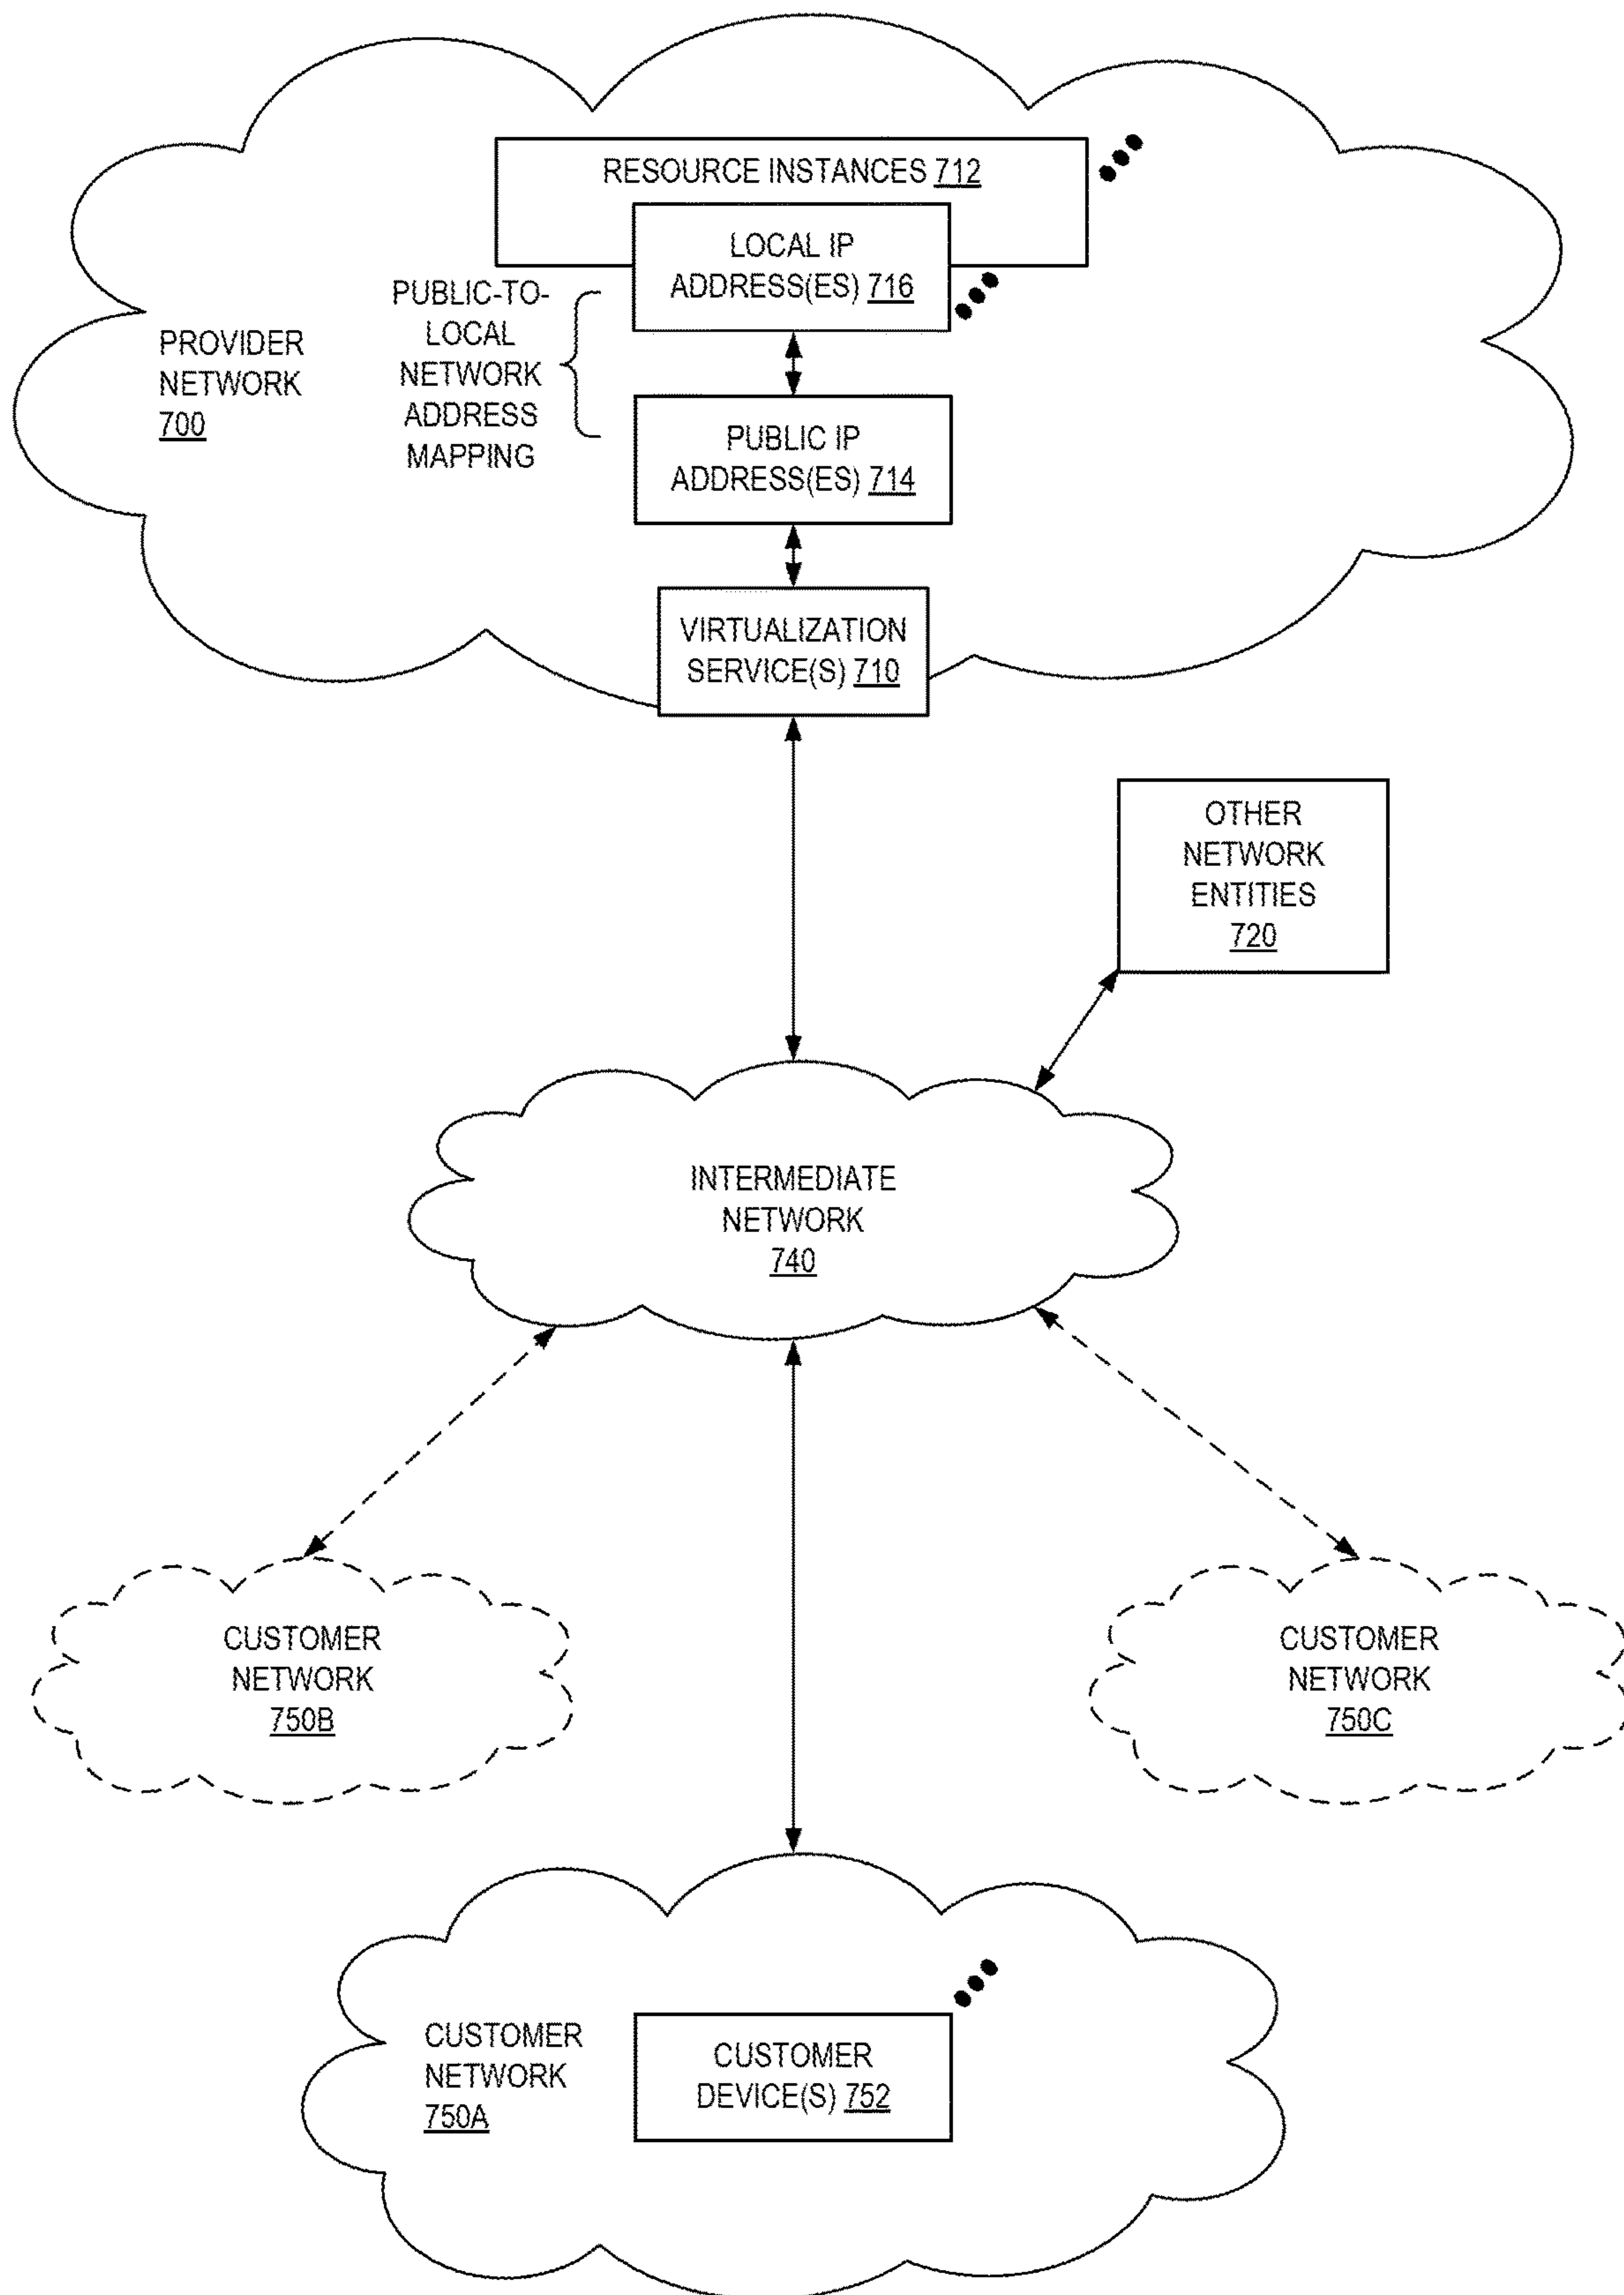 RESOURCE INSTANCES 712
LOCAL IP
ADDRESS(ES) 716
PUBLIC-TO-
LOCAL
NETWORK
ADDRESS
MAPPING
PROVIDER
NETWORK
700
PUBLIC IP
ADDRESS(ES) 714
VIRTUALIZATION
SERVICE(S) 710
OTHER
NETWORK
ENTITIES
720
INTERMEDIATE
NETWORK
740
CUSTOMER
NETWORK
750B
CUSTOMER
NETWORK
750C
CUSTOMER
NETWORK
750A
CUSTOMER
DEVICE(S) 752